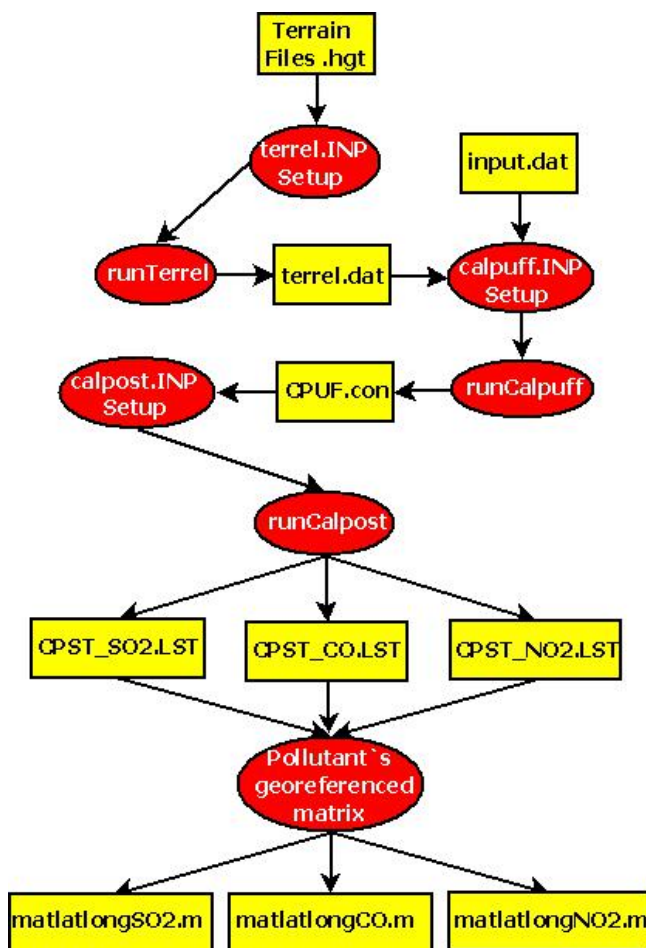 Terrain
Files .hgt
terrel.INP
Setup
input.dat
runTerrel
terrel.dat
calpuff.INP
Setup
calpost.INP
Setup
CPUF.con
runCalpuff
runCalpost
CPST_SO2.LST
CPST_CO.LST
CPST_NO2.LST
Pollutant`s
georeferenced
matrix
matlatlongSO2.m
matlatlongCO.m
matlatlongNO2.m